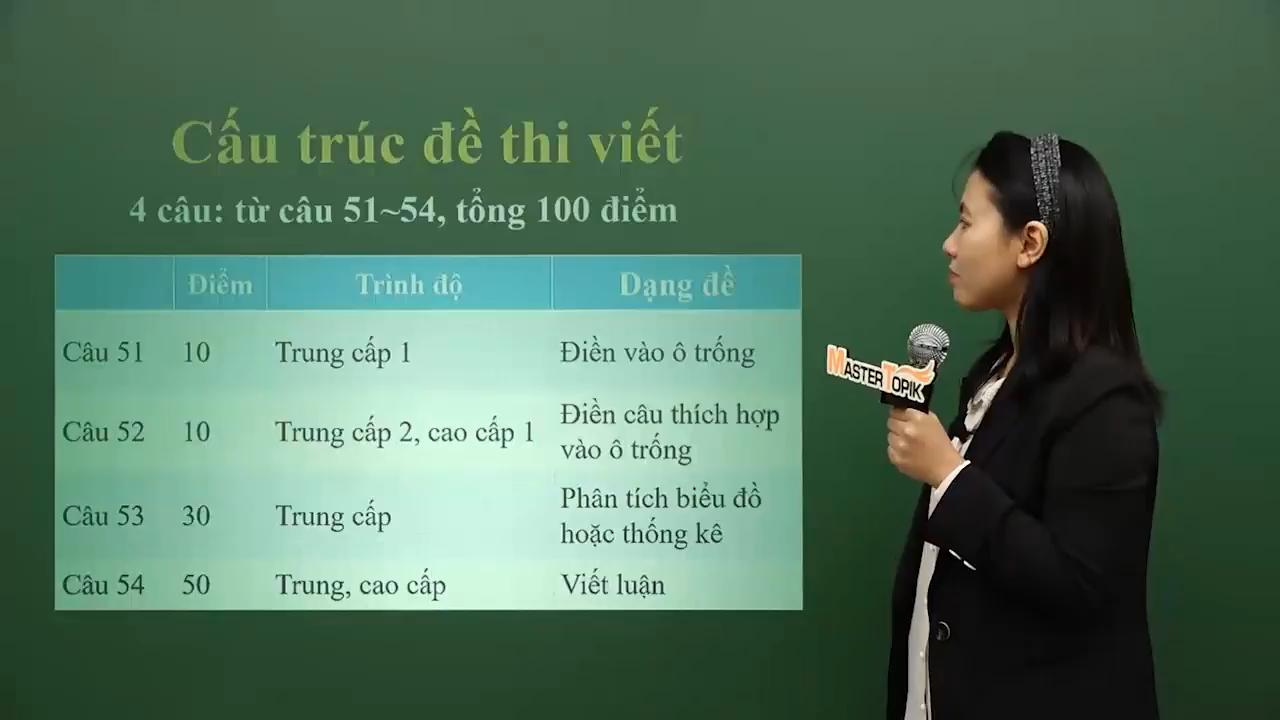 Cấu trúc đề thi viết
4 câu: từ câu 51~54, tổng 100 điểm
Điểm Trình độ Dạng đề
Câu 51 10 Trung cấp 1 Điền vào ô trống
Câu 52 10 Trung cấp 2, cao cấp 1 Điền câu thích hợp
vào ô trống
Câu 53 30 Trung cấp Phân tích biểu đồ
hoặc thống kê
Câu 54 50 Trung, cao cấp Viết luận
MASTER TOPIK